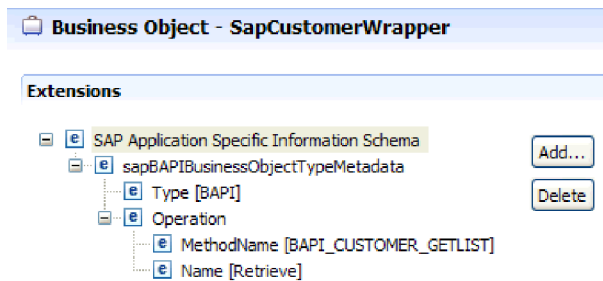 Business Object - SapCustomerWrapper
Extensions
SAP Application Specific Information Schema
Add...
sapBAPIBusinessObjectTypeMetadata
Type [BAPI]
Delete
Operation
MethodName [BAPI_CUSTOMER_GETLIST]
Name [Retrieve]